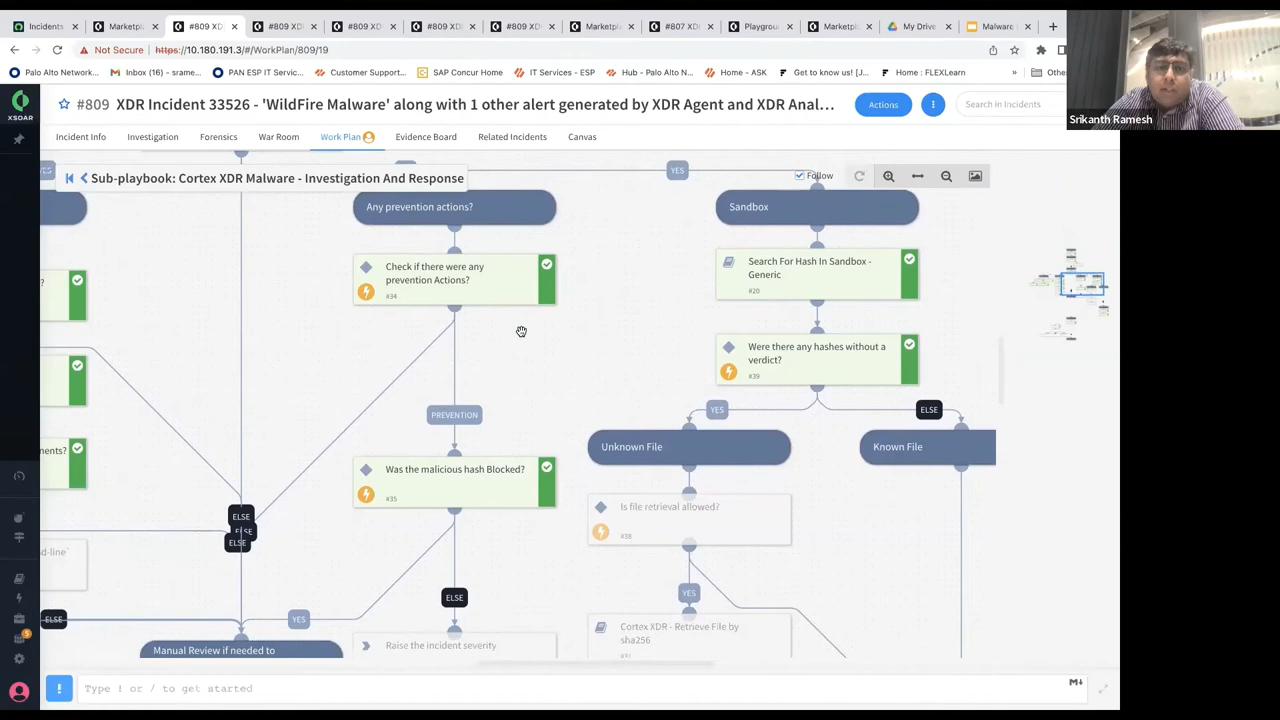 Incidents
Marketpla
#809 XD
#809 XDR
#809 XD
#809 XDR
#809 XDR
Marketpl
#807 XDR
Playgrou
Marketpl
My Drive
Malware
Not Secure
https://10.180.191.3/#/WorkPlan/809/19
Palo Alto Network...
Inbox (16) - srame...
PAN ESP IT Servic...
Customer Support...
SAP Concur Home
IT Services - ESP
Hub - Palo Alto N...
Home - ASK
Get to know us! | J...
Home : FLEXLearn
»
Othe
XSOAR
#809 XDR Incident 33526 - 'WildFire Malware' along with 1 other alert generated by XDR Agent and XDR Anal...
Actions
Search in Incidents
Srikanth Ramesh
Incident Info
Investigation
Forensics
War Room
Work Plan
Evidence Board
Related Incidents
Canvas
YES
Sub-playbook: Cortex XDR Malware - Investigation And Response
Follow
Any prevention actions?
Sandbox
Check if there were any
prevention Actions?
#34
Search For Hash In Sandbox -
Generic
#20
?
Were there any hashes without a
verdict?
#39
PREVENTION
YES
ELSE
Unknown File
Known File
ments?
Was the malicious hash Blocked?
#35
Is file retrieval allowed?
#38
ELSE
ELSE
ELSE
d-line`
ELSE
YES
ELSE
YES
Cortex XDR - Retrieve File by
sha256
Manual Review if needed to
Raise the incident severity
5
! Type ! or / to get started
M↓